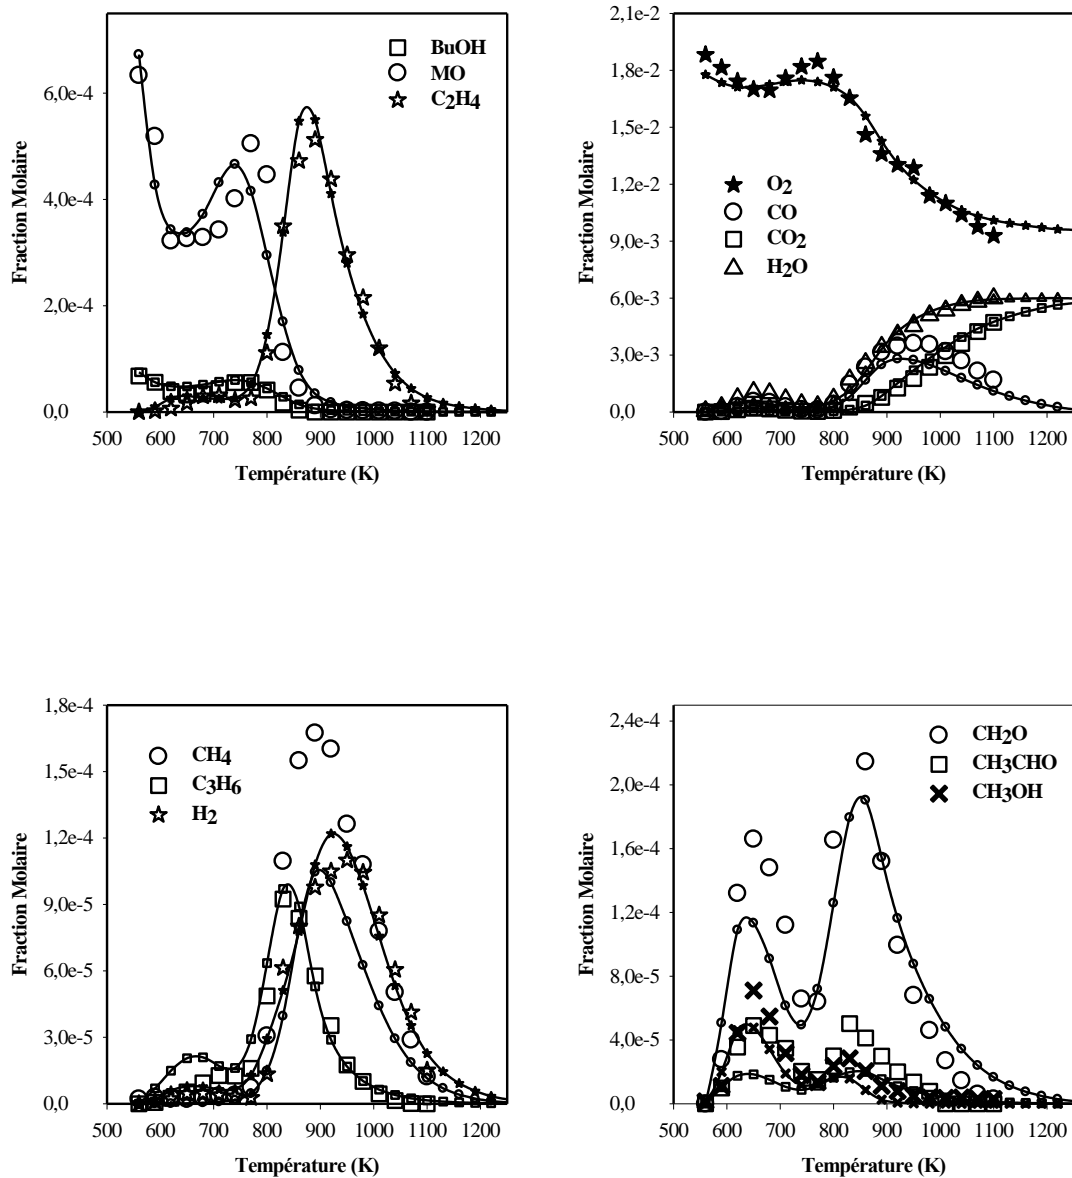 BuOH
MO
C2H4
Fraction Molaire
6,0e-4
4,0e-4
2,0e-4
0,0
500 600 700 800 900 1000 1100 1200
Température (K)
2,1e-2
1,8e-2
1,5e-2
1,2e-2
9,0e-3
6,0e-3
3,0e-3
0,0
Fraction Molaire
O2
CO
CO2
H2O
500 600 700 800 900 1000 1100 1200
Température (K)
1,8e-4
1,5e-4
1,2e-4
9,0e-5
6,0e-5
3,0e-5
0,0
Fraction Molaire
CH4
C3H6
H2
500 600 700 800 900 1000 1100 1200
Température (K)
2,4e-4
2,0e-4
1,6e-4
1,2e-4
8,0e-5
4,0e-5
0,0
Fraction Molaire
CH2O
CH3CHO
CH3OH
500 600 700 800 900 1000 1100 1200
Température (K)